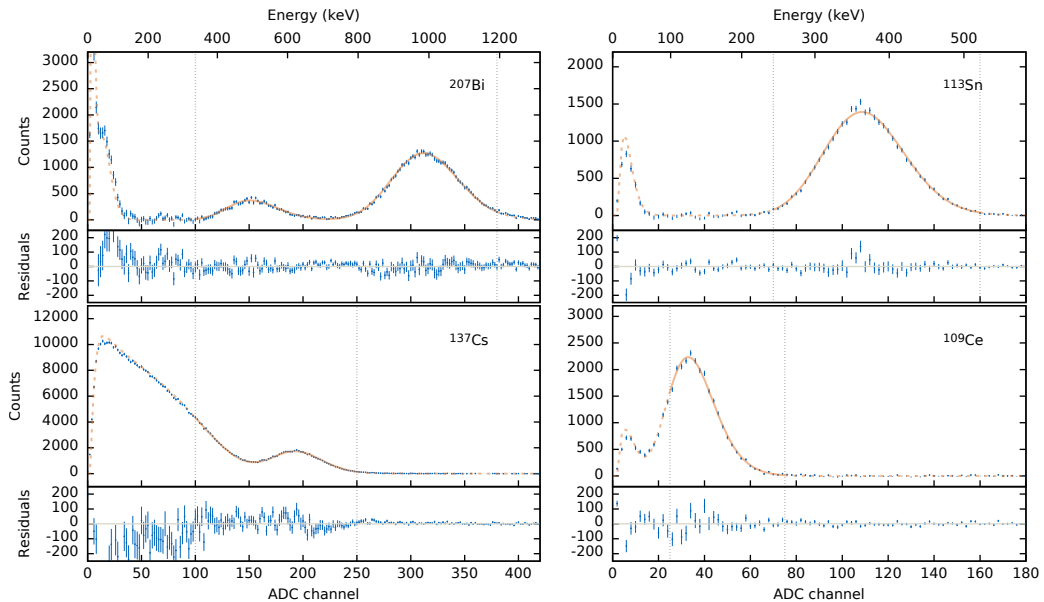 Energy (keV)
0 200 400 600 800 1000 1200
Counts
3000
2500
2000
1500
1000
500
0
²⁰⁷Bi
Residuals
200
100
0
-100
-200
Energy (keV)
0 100 200 300 400 500
2000
1500
1000
500
0
¹¹³Sn
200
100
0
-100
-200
Counts
12000
10000
8000
6000
4000
2000
0
¹³⁷Cs
Residuals
200
100
0
-100
-200
0 50 100 150 200 250 300 350 400
ADC channel
3000
2500
2000
1500
1000
500
0
¹⁰⁹Ce
200
100
0
-100
-200
0 20 40 60 80 100 120 140 160 180
ADC channel